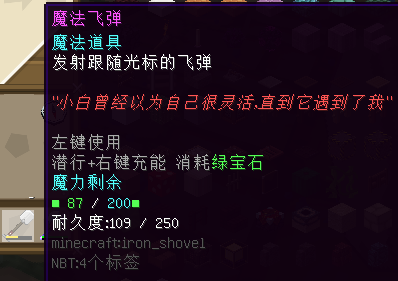 魔法飞弹
魔法道具
发射跟随光标的飞弹
"小白曾经以为自己很灵活,直到它遇到了我"
左键使用
潜行+右键充能 消耗绿宝石
魔力剩余
■ 87 / 200■
耐久度:109 / 250
minecraft:iron_shovel
NBT:4个标签